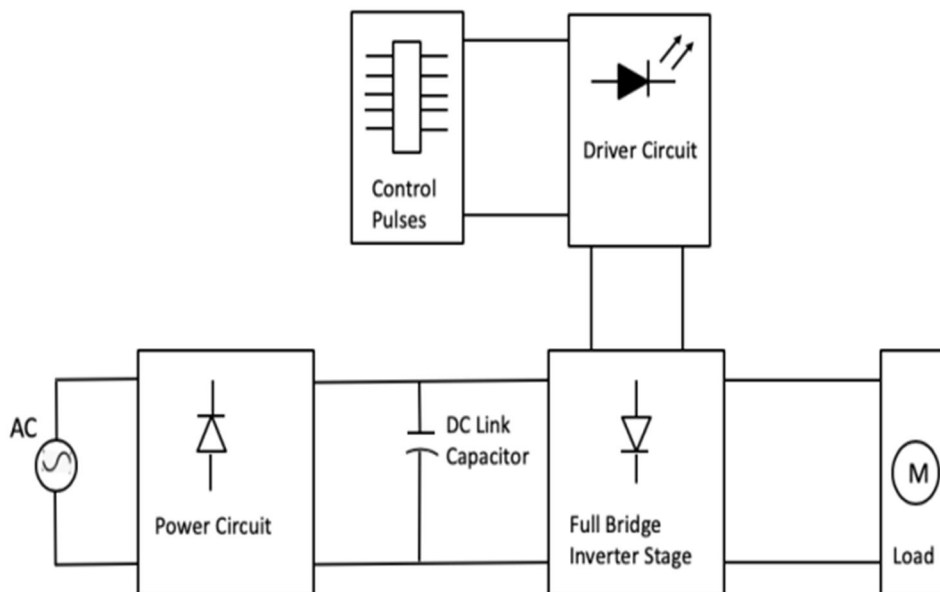 Control
Pulses
Driver Circuit
AC
Power Circuit
DC Link
Capacitor
Full Bridge
Inverter Stage
M
Load